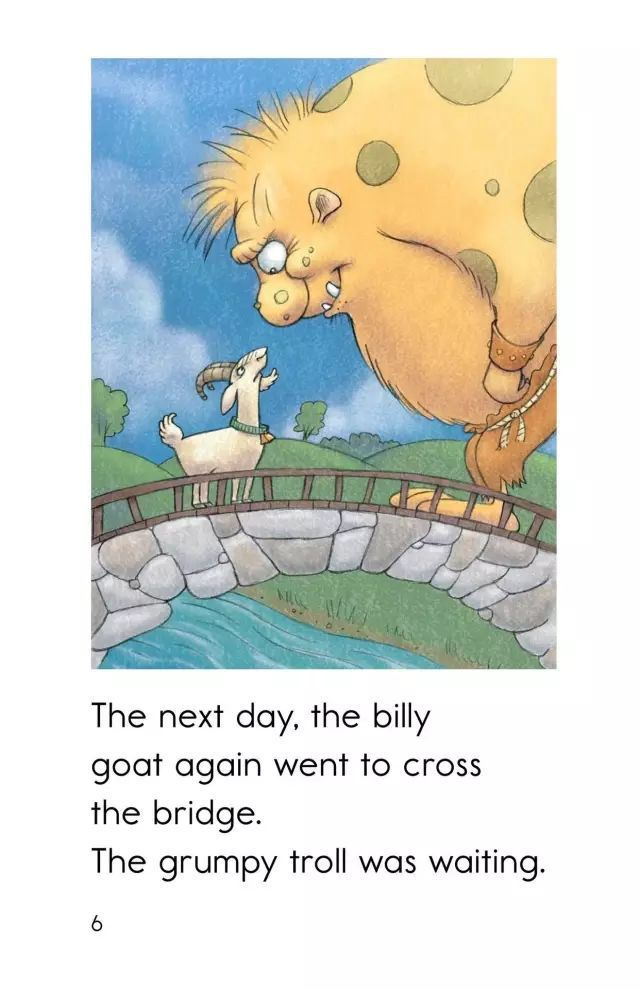 The next day, the billy
goat again went to cross
the bridge.
The grumpy troll was waiting.
6